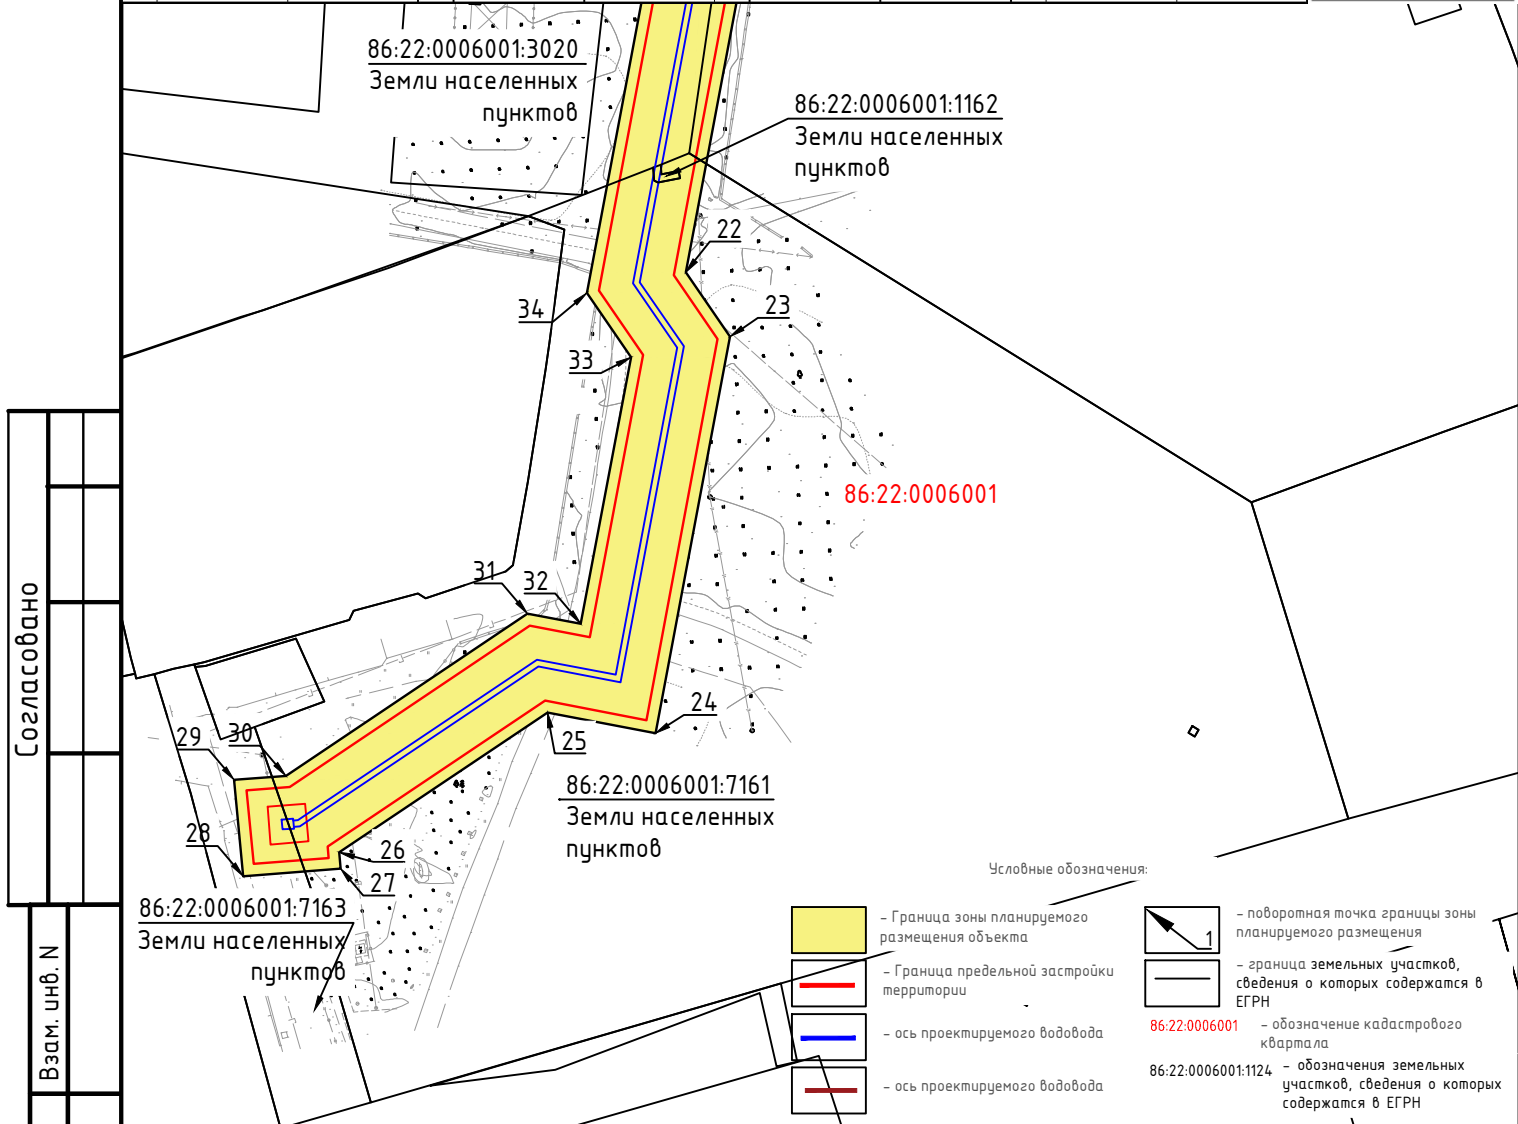 86:22:0006001:3020
Земли населенных
пунктов
86:22:0006001:1162
Земли населенных
пунктов
22
34
23
33
86:22:0006001
31
32
24
29
30
25
86:22:0006001:7161
Земли населенных
пунктов
28
26
27
86:22:0006001:7163
Земли населенных
пунктов
Согласовано
Взам. инв. N
Условные обозначения:
- Граница зоны планируемого
размещения объекта
- Граница предельной застройки
территории
- ось проектируемого водовода
- ось проектируемого водовода
1
- поворотная точка границы зоны
планируемого размещения
- граница земельных участков,
сведения о которых содержатся в
ЕГРН
86:22:0006001 - обозначение кадастрового
квартала
86:22:0006001:1124 - обозначения земельных
участков, сведения о которых
содержатся в ЕГРН